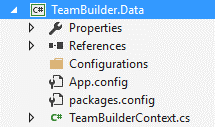 C# TeamBuilder.Data
Properties
References
Configurations
App.config
packages.config
C# TeamBuilderContext.cs